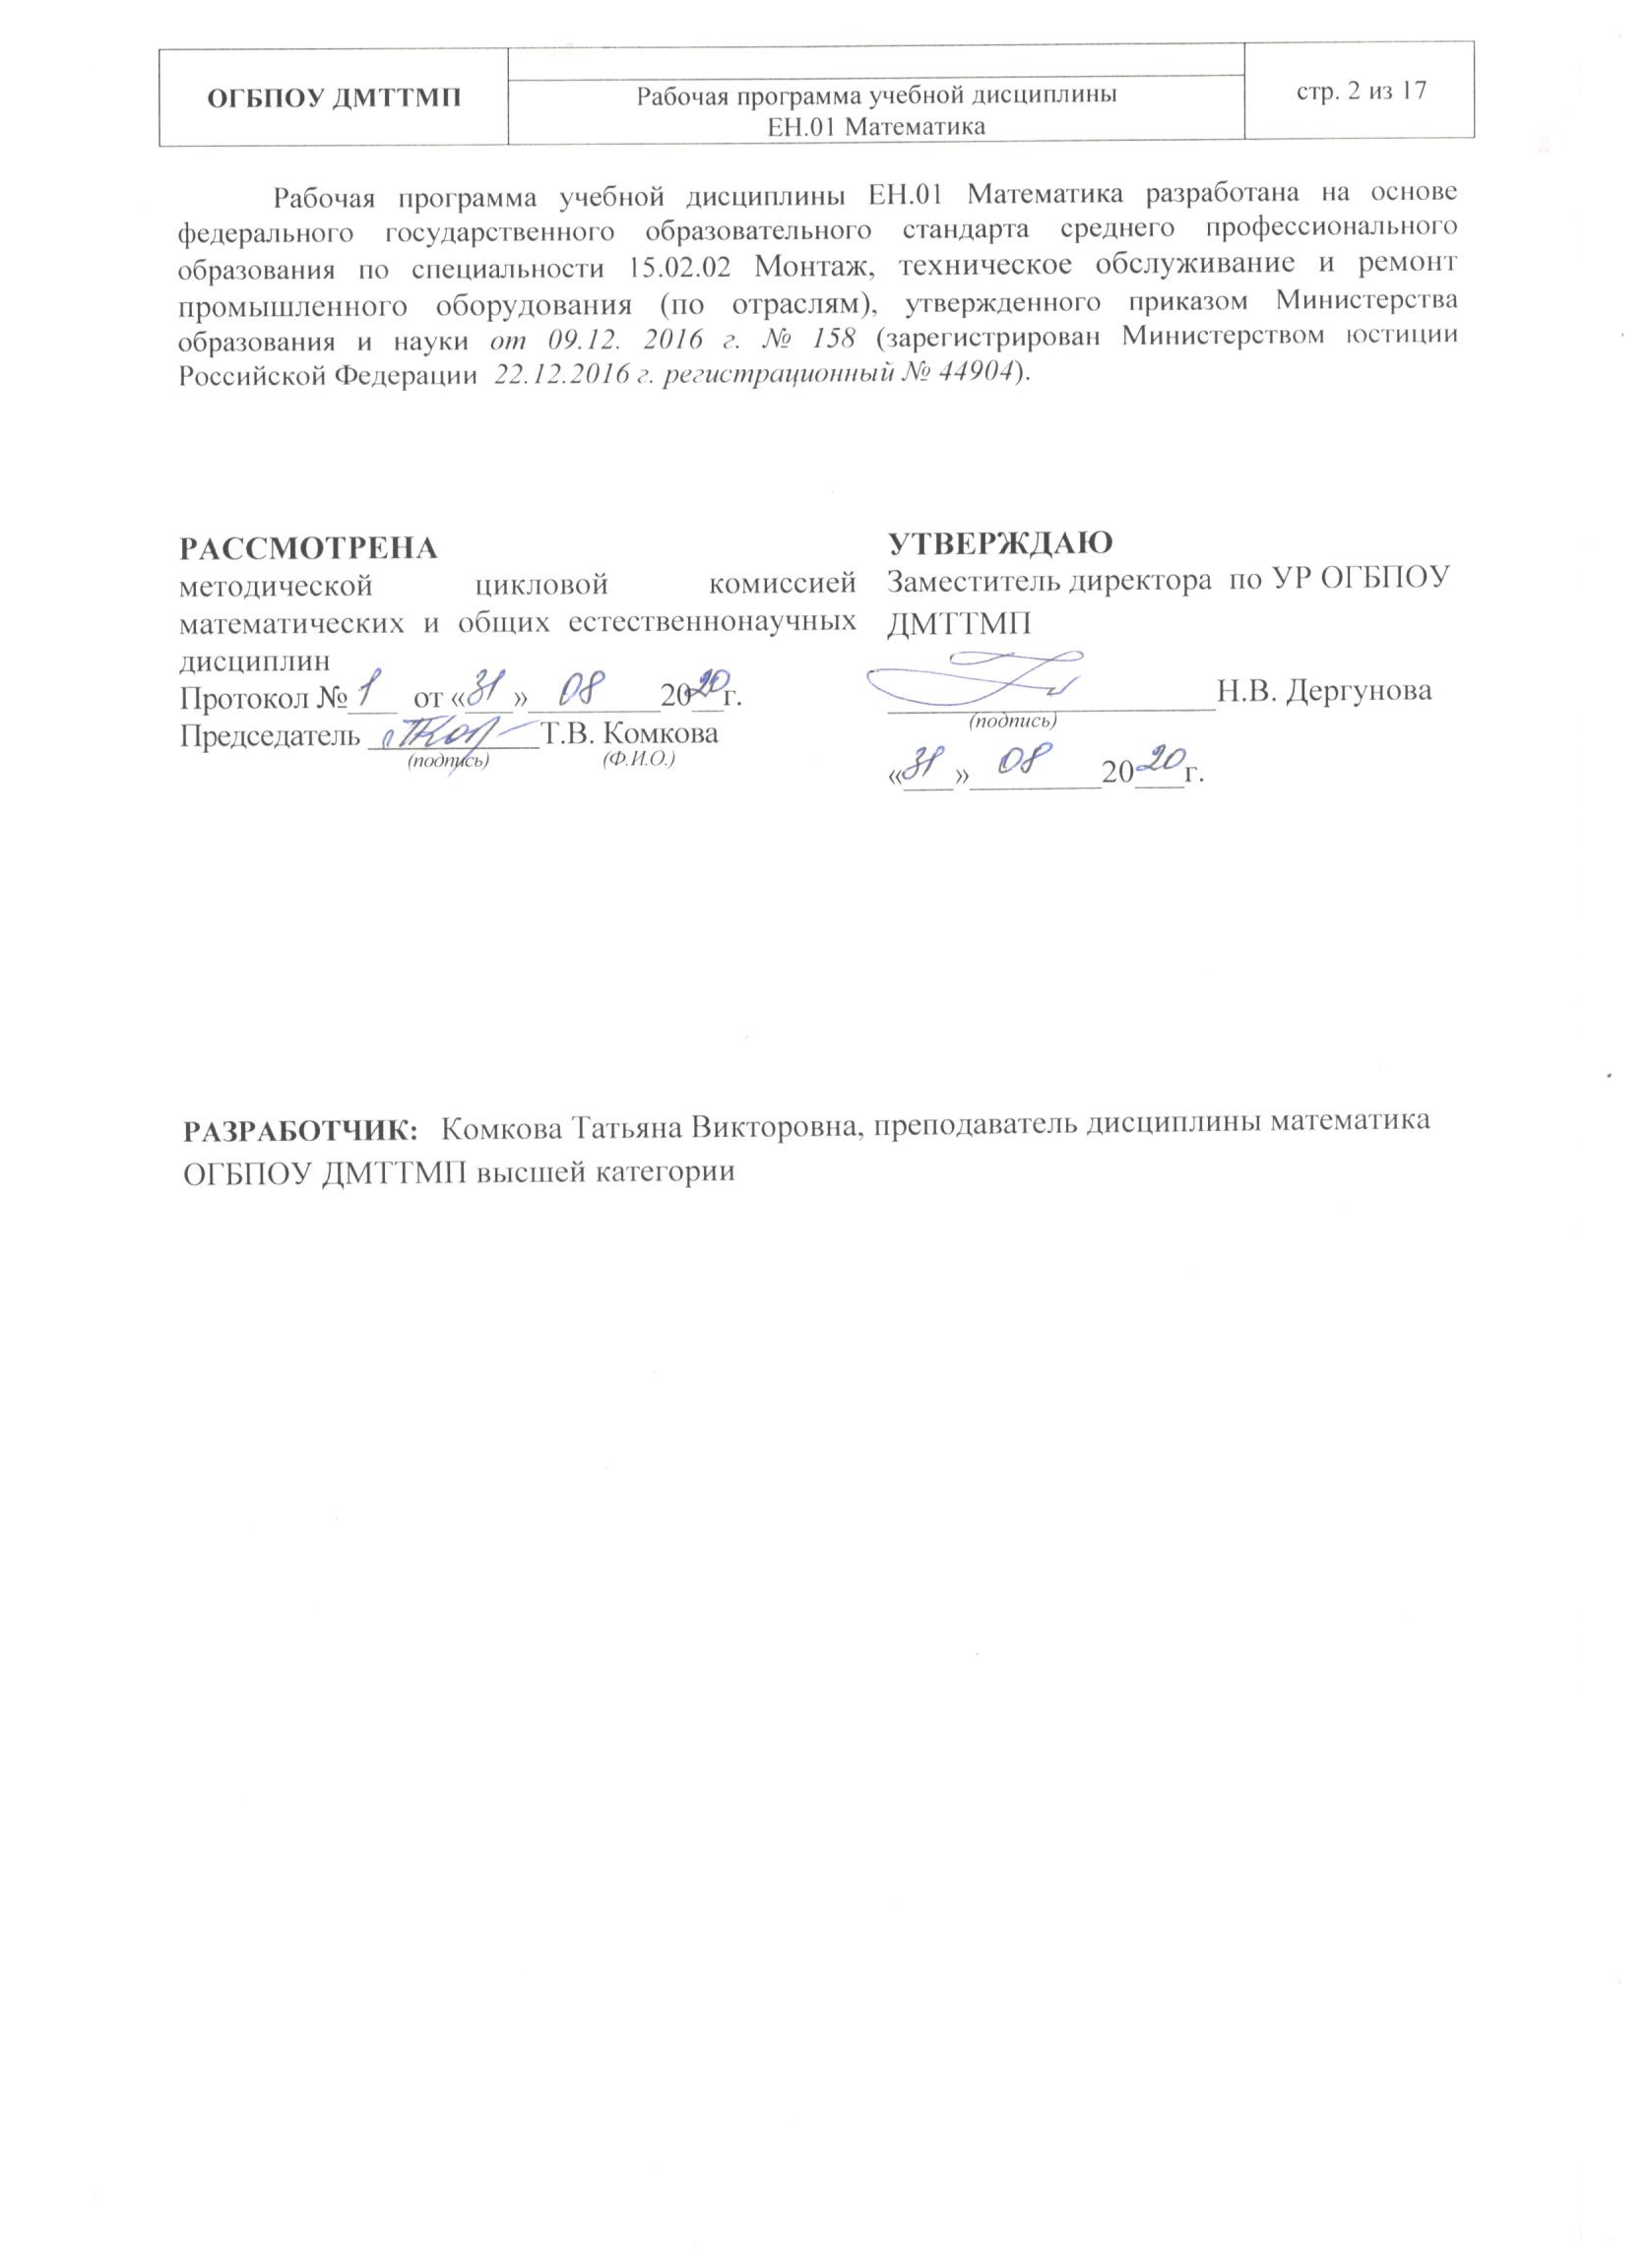 ОГБПОУ ДМТТМП
Рабочая программа учебной дисциплины
ЕН.01 Математика
стр. 2 из 17
Рабочая программа учебной дисциплины ЕН.01 Математика разработана на основе
федерального государственного образовательного стандарта среднего профессионального
образования по специальности 15.02.02 Монтаж, техническое обслуживание и ремонт
промышленного оборудования (по отраслям), утвержденного приказом Министерства
образования и науки от 09.12. 2016 г. № 158 (зарегистрирован Министерством юстиции
Российской Федерации 22.12.2016 г. регистрационный № 44904).
РАССМОТРЕНА
методической цикловой комиссией
математических и общих естественнонаучных
дисциплин
Протокол № 1 от «31» 08 2020г.
Председатель Т.В. Комкова
(подпись) (Ф.И.О.)
УТВЕРЖДАЮ
Заместитель директора по УР ОГБПОУ
ДМТТМП
Н.В. Дергунова
(подпись)
«31» 08 2020г.
РАЗРАБОТЧИК: Комкова Татьяна Викторовна, преподаватель дисциплины математика
ОГБПОУ ДМТТМП высшей категории